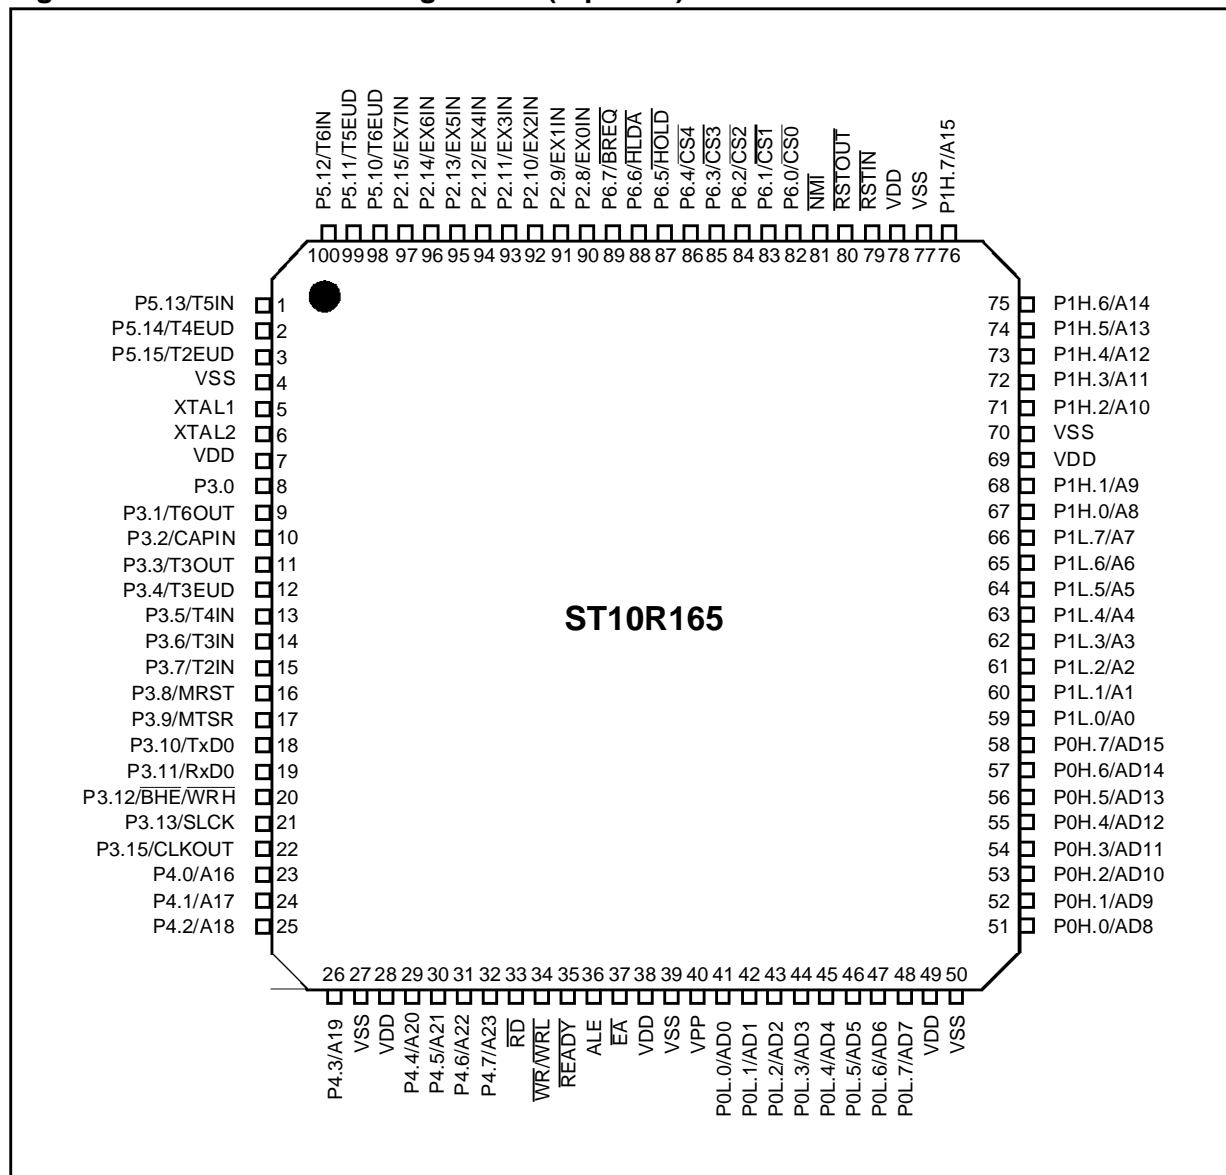 P5.12/T6IN
P5.11/T5EUD
P5.10/T6EUD
P2.15/EX7IN
P2.14/EX6IN
P2.13/EX5IN
P2.12/EX4IN
P2.11/EX3IN
P2.10/EX2IN
P2.9/EX1IN
P2.8/EX0IN
P6.7/BREQ
P6.6/HLDA
P6.5/HOLD
P6.4/CS4
P6.3/CS3
P6.2/CS2
P6.1/CS1
P6.0/CS0
NMI
RSTOUT
RSTIN
VDD
VSS
P1H.7/A15
100 99 98 97 96 95 94 93 92 91 90 89 88 87 86 85 84 83 82 81 80 79 78 77 76
P5.13/T5IN 1
P5.14/T4EUD 2
P5.15/T2EUD 3
VSS 4
XTAL1 5
XTAL2 6
VDD 7
P3.0 8
P3.1/T6OUT 9
P3.2/CAPIN 10
P3.3/T3OUT 11
P3.4/T3EUD 12
P3.5/T4IN 13
P3.6/T3IN 14
P3.7/T2IN 15
P3.8/MRST 16
P3.9/MTSR 17
P3.10/TxD0 18
P3.11/RxD0 19
P3.12/BHE/WRH 20
P3.13/SLCK 21
P3.15/CLKOUT 22
P4.0/A16 23
P4.1/A17 24
P4.2/A18 25
ST10R165
75 P1H.6/A14
74 P1H.5/A13
73 P1H.4/A12
72 P1H.3/A11
71 P1H.2/A10
70 VSS
69 VDD
68 P1H.1/A9
67 P1H.0/A8
66 P1L.7/A7
65 P1L.6/A6
64 P1L.5/A5
63 P1L.4/A4
62 P1L.3/A3
61 P1L.2/A2
60 P1L.1/A1
59 P1L.0/A0
58 P0H.7/AD15
57 P0H.6/AD14
56 P0H.5/AD13
55 P0H.4/AD12
54 P0H.3/AD11
53 P0H.2/AD10
52 P0H.1/AD9
51 P0H.0/AD8
26 27 28 29 30 31 32 33 34 35 36 37 38 39 40 41 42 43 44 45 46 47 48 49 50
P4.3/A19
VSS
VDD
P4.4/A20
P4.5/A21
P4.6/A22
P4.7/A23
RD
WR/WRL
READY
ALE
EA
VDD
VSS
VPP
P0L.0/AD0
P0L.1/AD1
P0L.2/AD2
P0L.3/AD3
P0L.4/AD4
P0L.5/AD5
P0L.6/AD6
P0L.7/AD7
VDD
VSS